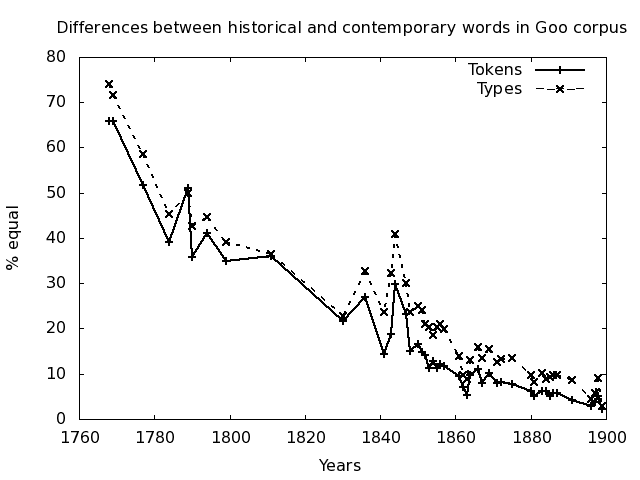 Differences between historical and contemporary words in Goo corpus
80
70
60
50
40
30
20
10
0
% equal
Tokens
Types
1760 1780 1800 1820 1840 1860 1880 1900
Years